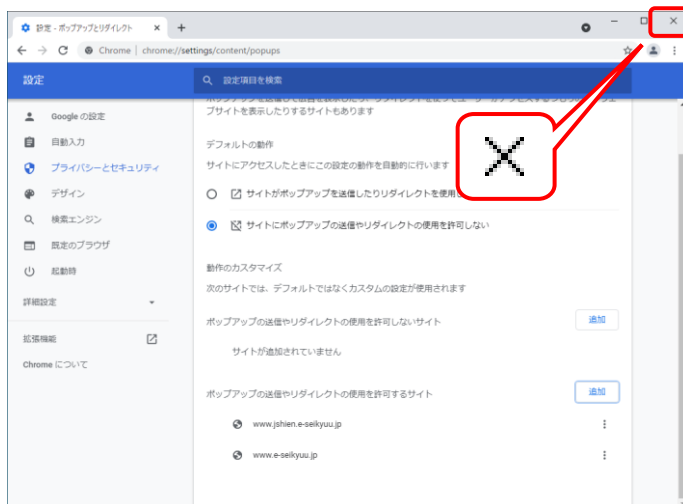 設定 - ポップアップとリダイレクト
Chrome | chrome://settings/content/popups
設定
設定項目を検索
Google の設定
自動入力
プライバシーとセキュリティ
デザイン
検索エンジン
既定のブラウザ
起動時
詳細設定
拡張機能
Chrome について
ブサイトを表示したりするサイトもあります
デフォルトの動作
サイトにアクセスしたときにこの設定の動作を自動的に行います
サイトがポップアップを送信したりリダイレクトを使用
サイトにポップアップの送信やリダイレクトの使用を許可しない
動作のカスタマイズ
次のサイトでは、デフォルトではなくカスタムの設定が使用されます
ポップアップの送信やリダイレクトの使用を許可しないサイト
追加
サイトが追加されていません
ポップアップの送信やリダイレクトの使用を許可するサイト
追加
www.jshien.e-seikyuu.jp
www.e-seikyuu.jp